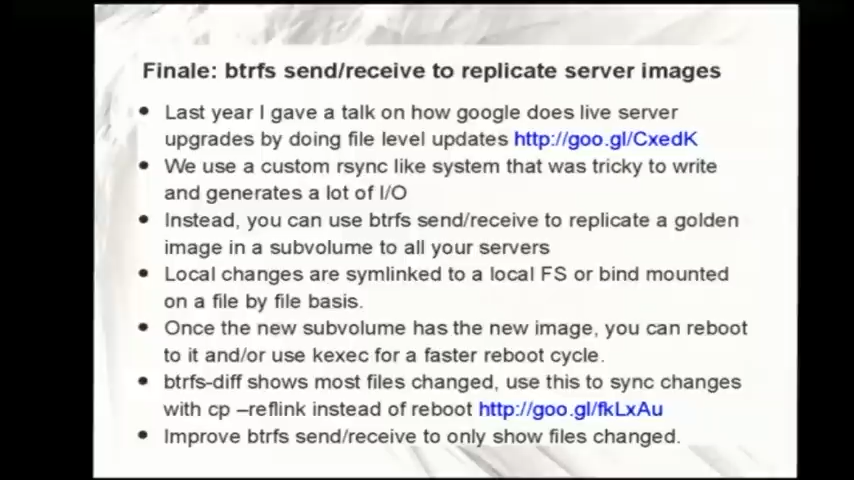 Finale: btrfs send/receive to replicate server images
Last year I gave a talk on how google does live server
upgrades by doing file level updates http://goo.gl/CxedK
We use a custom rsync like system that was tricky to write
and generates a lot of I/O
Instead, you can use btrfs send/receive to replicate a golden
image in a subvolume to all your servers
Local changes are symlinked to a local FS or bind mounted
on a file by file basis.
Once the new subvolume has the new image, you can reboot
to it and/or use kexec for a faster reboot cycle.
btrfs-diff shows most files changed, use this to sync changes
with cp –reflink instead of reboot http://goo.gl/fkLxAu
Improve btrfs send/receive to only show files changed.